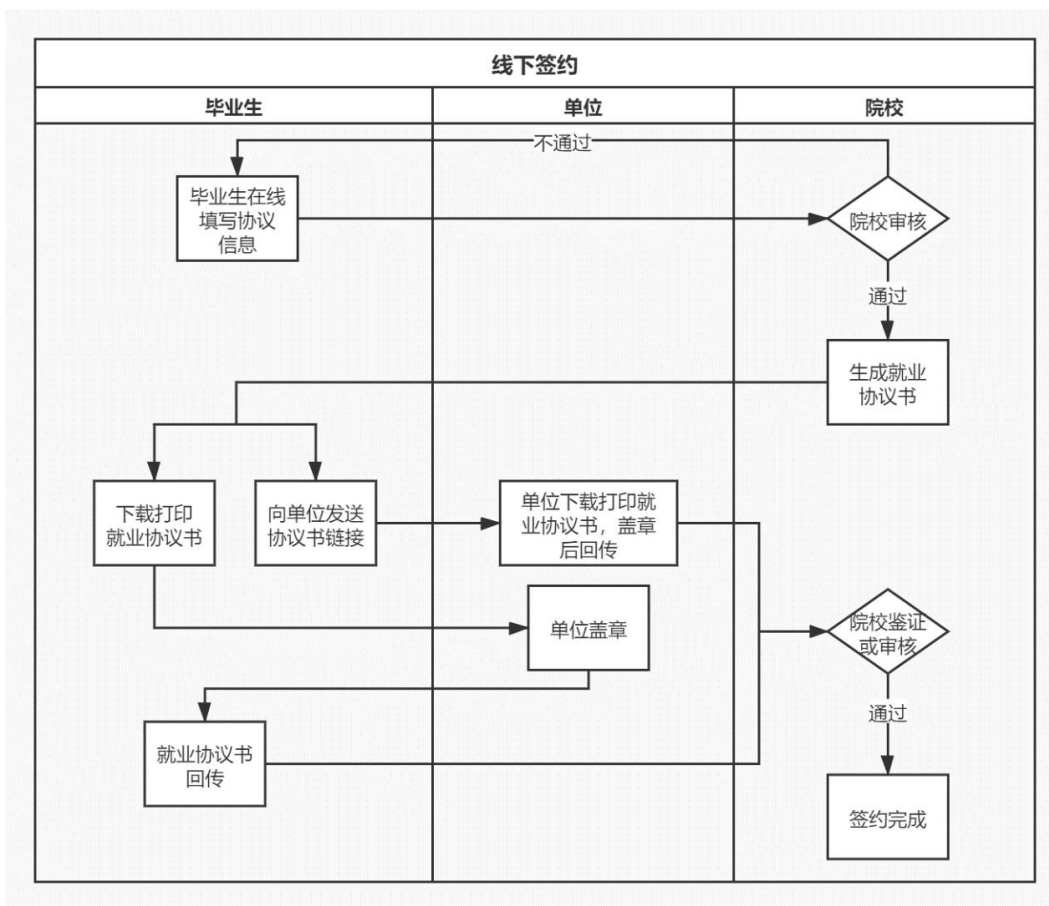 线下签约
毕业生
单位
院校
不通过
毕业生在线
填写协议
信息
院校审核
通过
生成就业
协议书
下载打印
就业协议书
向单位发送
协议书链接
单位下载打印就
业协议书，盖章
后回传
单位盖章
院校鉴证
或审核
通过
就业协议书
回传
签约完成